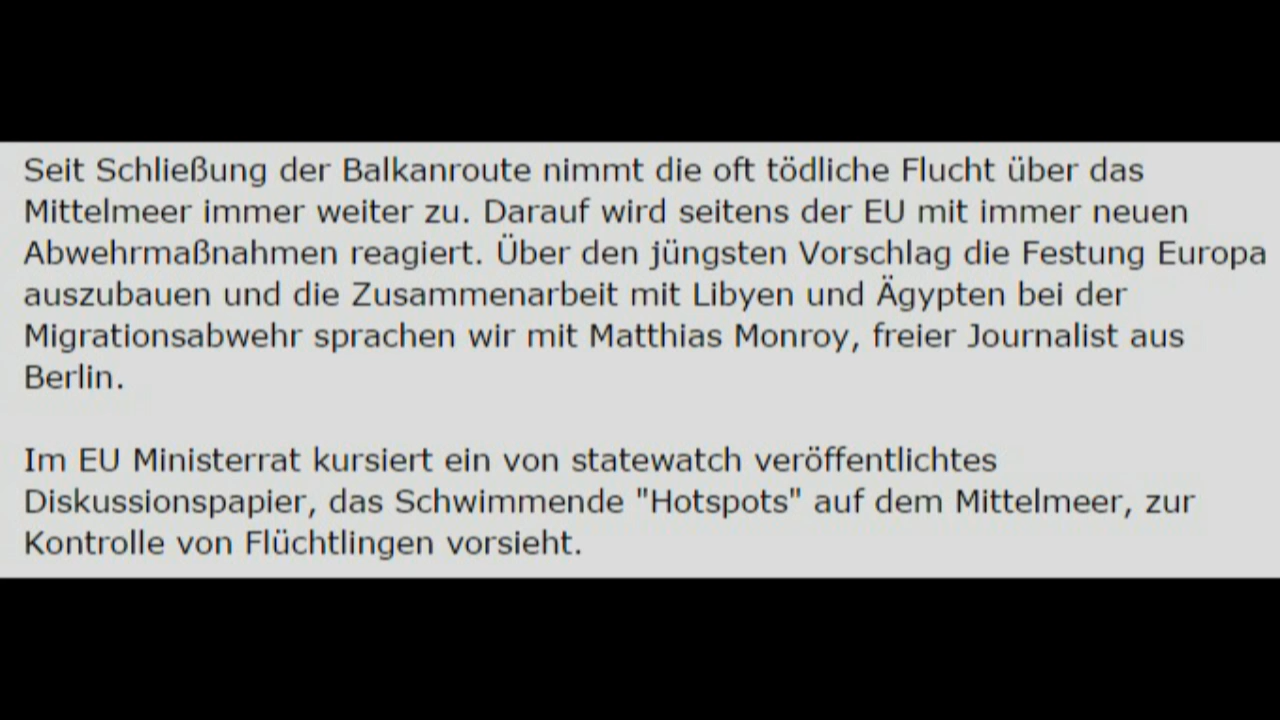 Seit Schließung der Balkanroute nimmt die oft tödliche Flucht über das
Mittelmeer immer weiter zu. Darauf wird seitens der EU mit immer neuen
Abwehrmaßnahmen reagiert. Über den jüngsten Vorschlag die Festung Europa
auszubauen und die Zusammenarbeit mit Libyen und Ägypten bei der
Migrationsabwehr sprachen wir mit Matthias Monroy, freier Journalist aus
Berlin.
Im EU Ministerrat kursiert ein von statewatch veröffentlichtes
Diskussionspapier, das Schwimmende "Hotspots" auf dem Mittelmeer, zur
Kontrolle von Flüchtlingen vorsieht.